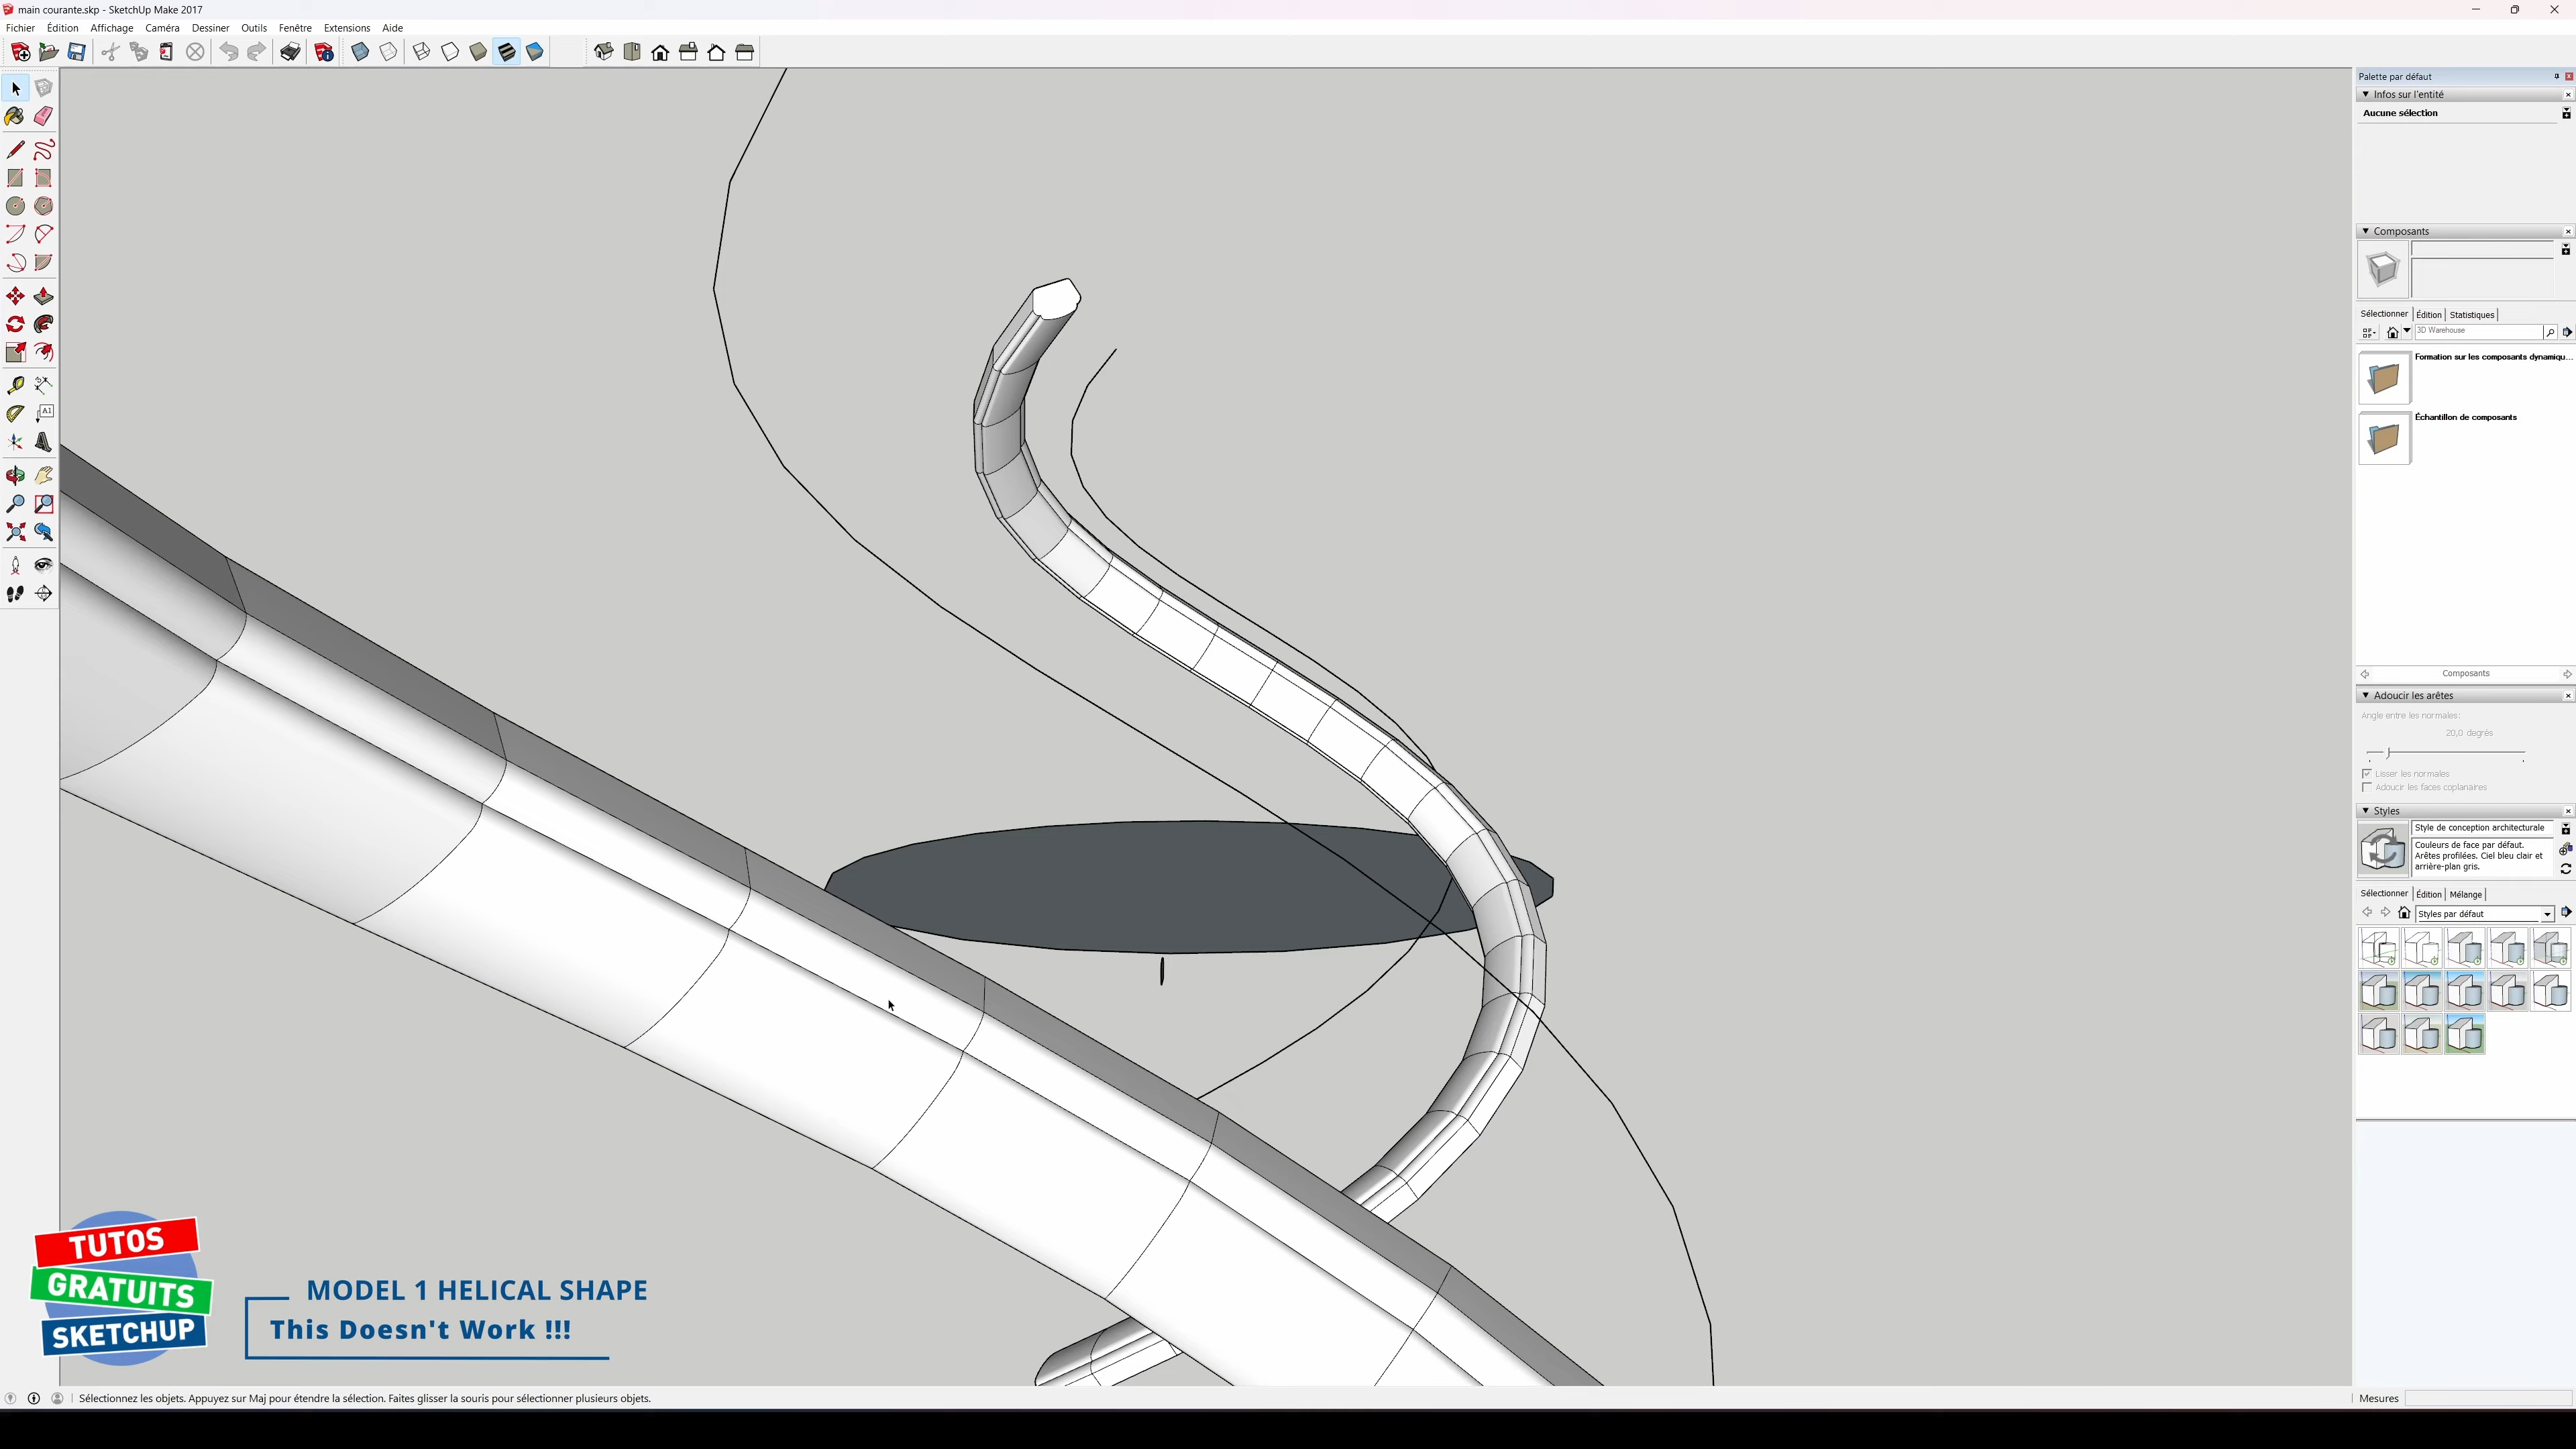 main courante.skp - SketchUp Make 2017
Fichier Édition Affichage Caméra Dessiner Outils Fenêtre Extensions Aide
Palette par défaut
Infos sur l'entité
Aucune sélection
Composants
Sélectionner Édition Statistiques
3D Warehouse
Formation sur les composants dynamiqu...
Échantillon de composants
Composants
Adoucir les arêtes
Angle entre les normales:
20,0 degrés
Lisser les normales
Adoucir les faces coplanaires
Styles
Style de conception architecturale
Couleurs de face par défaut.
Arêtes profilées. Ciel bleu clair et
arrière-plan gris.
Sélectionner Édition Mélange
Styles par défaut
A1
TUTOS
GRATUITS
SKETCHUP
MODEL 1 HELICAL SHAPE
This Doesn't Work !!!
Sélectionnez les objets. Appuyez sur Maj pour étendre la sélection. Faites glisser la souris pour sélectionner plusieurs objets.
Mesures